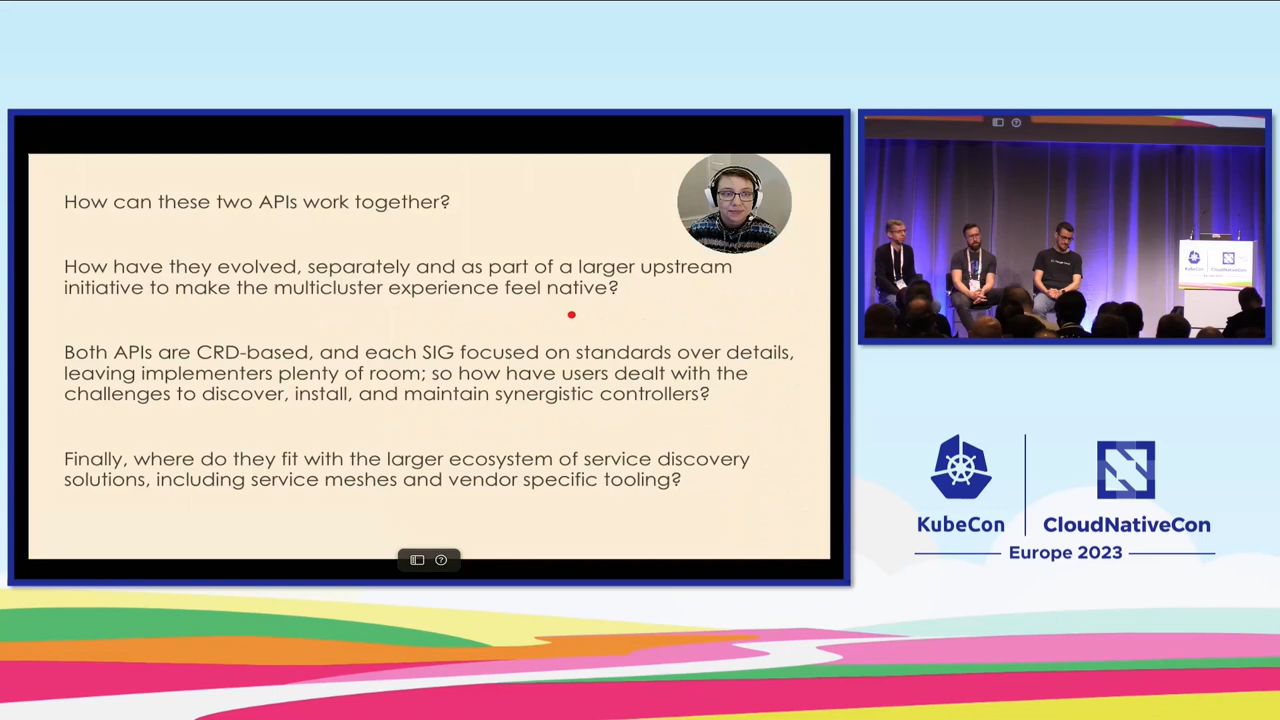 How can these two APIs work together?
How have they evolved, separately and as part of a larger upstream
initiative to make the multicluster experience feel native?
Both APIs are CRD-based, and each SIG focused on standards over details,
leaving implementers plenty of room; so how have users dealt with the
challenges to discover, install, and maintain synergistic controllers?
Finally, where do they fit with the larger ecosystem of service discovery
solutions, including service meshes and vendor specific tooling?
KubeCon
CloudNativeCon
KubeCon
CloudNativeCon
Europe 2023